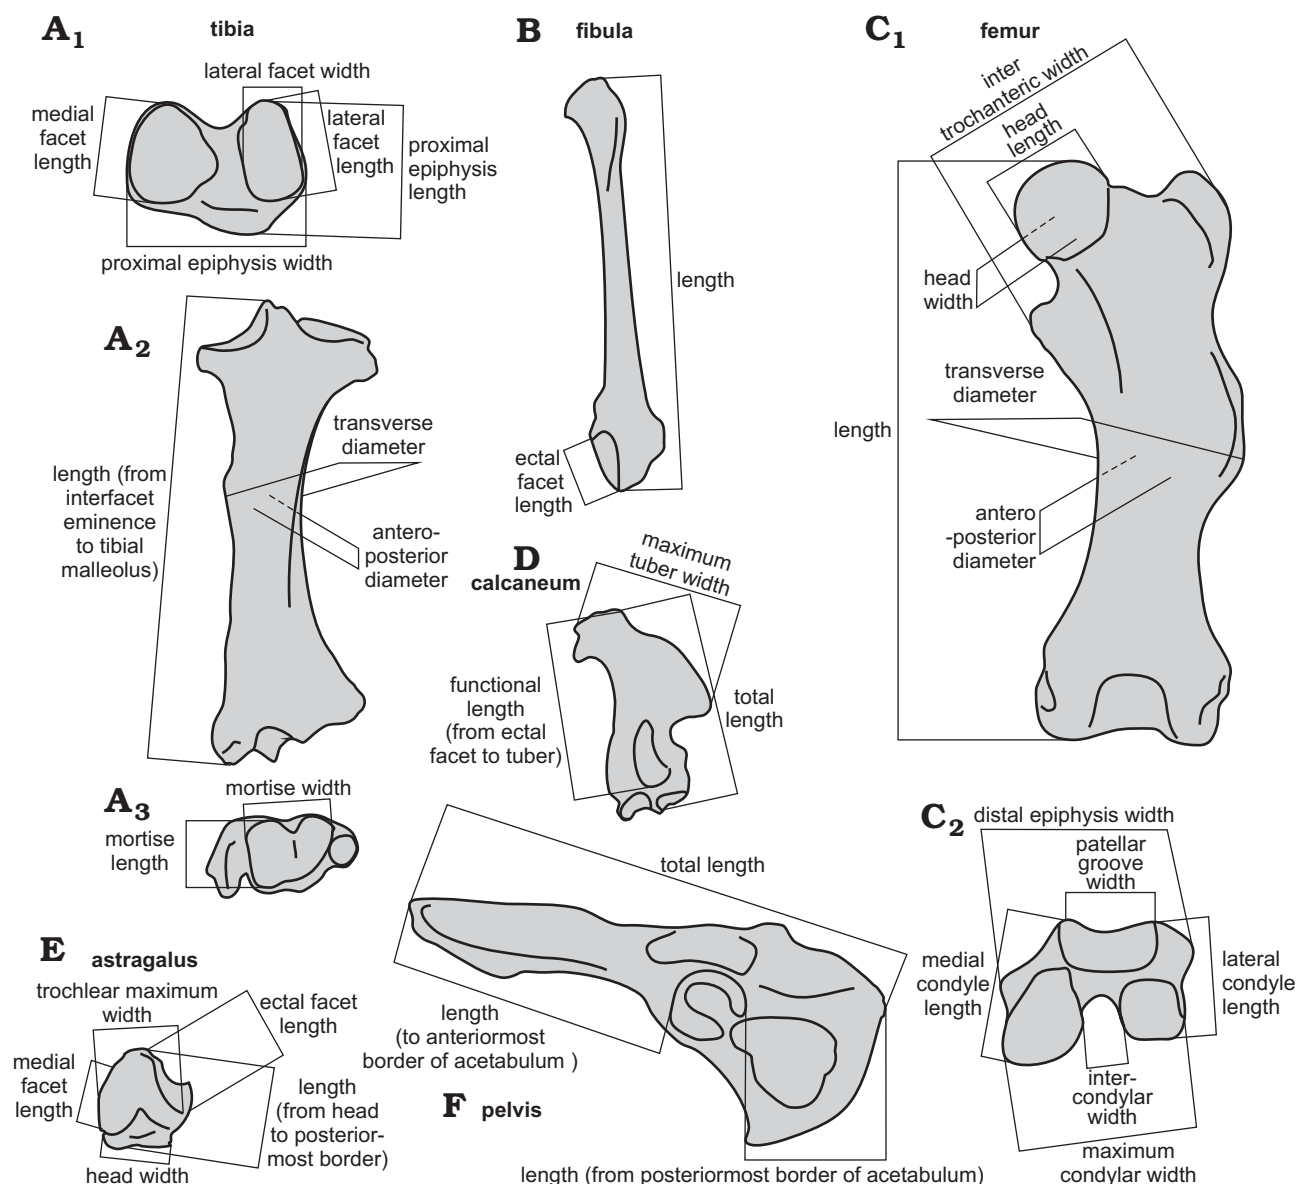 A1 tibia
lateral facet width
medial
facet
length
lateral
facet
length
proximal
epiphysis
length
proximal epiphysis width
A2
transverse
diameter
length (from
interfacet
eminence
to tibial
malleolus)
antero-
posterior
diameter
A3
mortise width
mortise
length
B fibula
length
ectal
facet
length
C1 femur
inter
trochanteric width
head
length
head
width
transverse
diameter
length
antero
-posterior
diameter
C2
distal epiphysis width
patellar
groove
width
medial
condyle
length
lateral
condyle
length
inter-
condylar
width
maximum
condylar width
D
calcaneum
maximum
tuber width
functional
length
(from ectal
facet to tuber)
total
length
E
astragalus
trochlear maximum
width
ectal facet
length
medial
facet
length
length
(from head
to posterior-
most border)
head width
total length
length
(to anteriormost
border of acetabulum )
F pelvis
length (from posteriormost border of acetabulum)